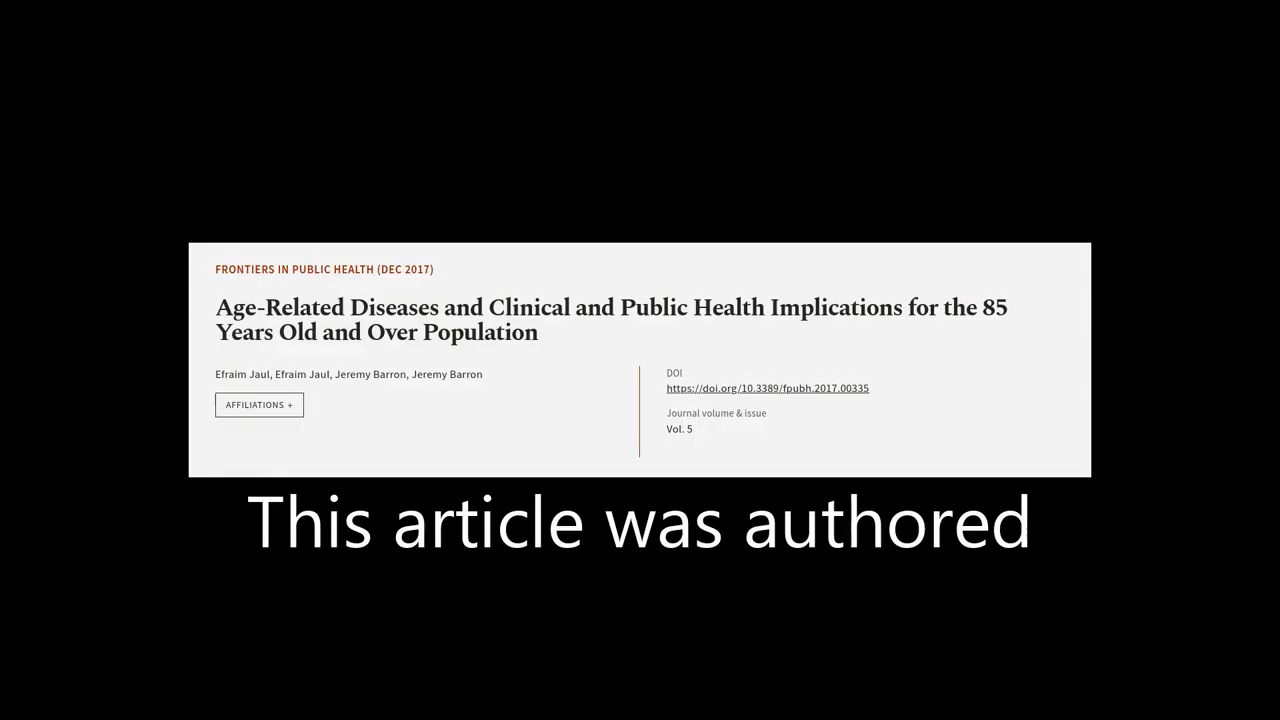 FRONTIERS IN PUBLIC HEALTH (DEC 2017)
Age-Related Diseases and Clinical and Public Health Implications for the 85
Years Old and Over Population
Efraim Jaul, Efraim Jaul, Jeremy Barron, Jeremy Barron
AFFILIATIONS +
DOI
https://doi.org/10.3389/fpubh.2017.00335
Journal volume & issue
Vol. 5
This article was authored